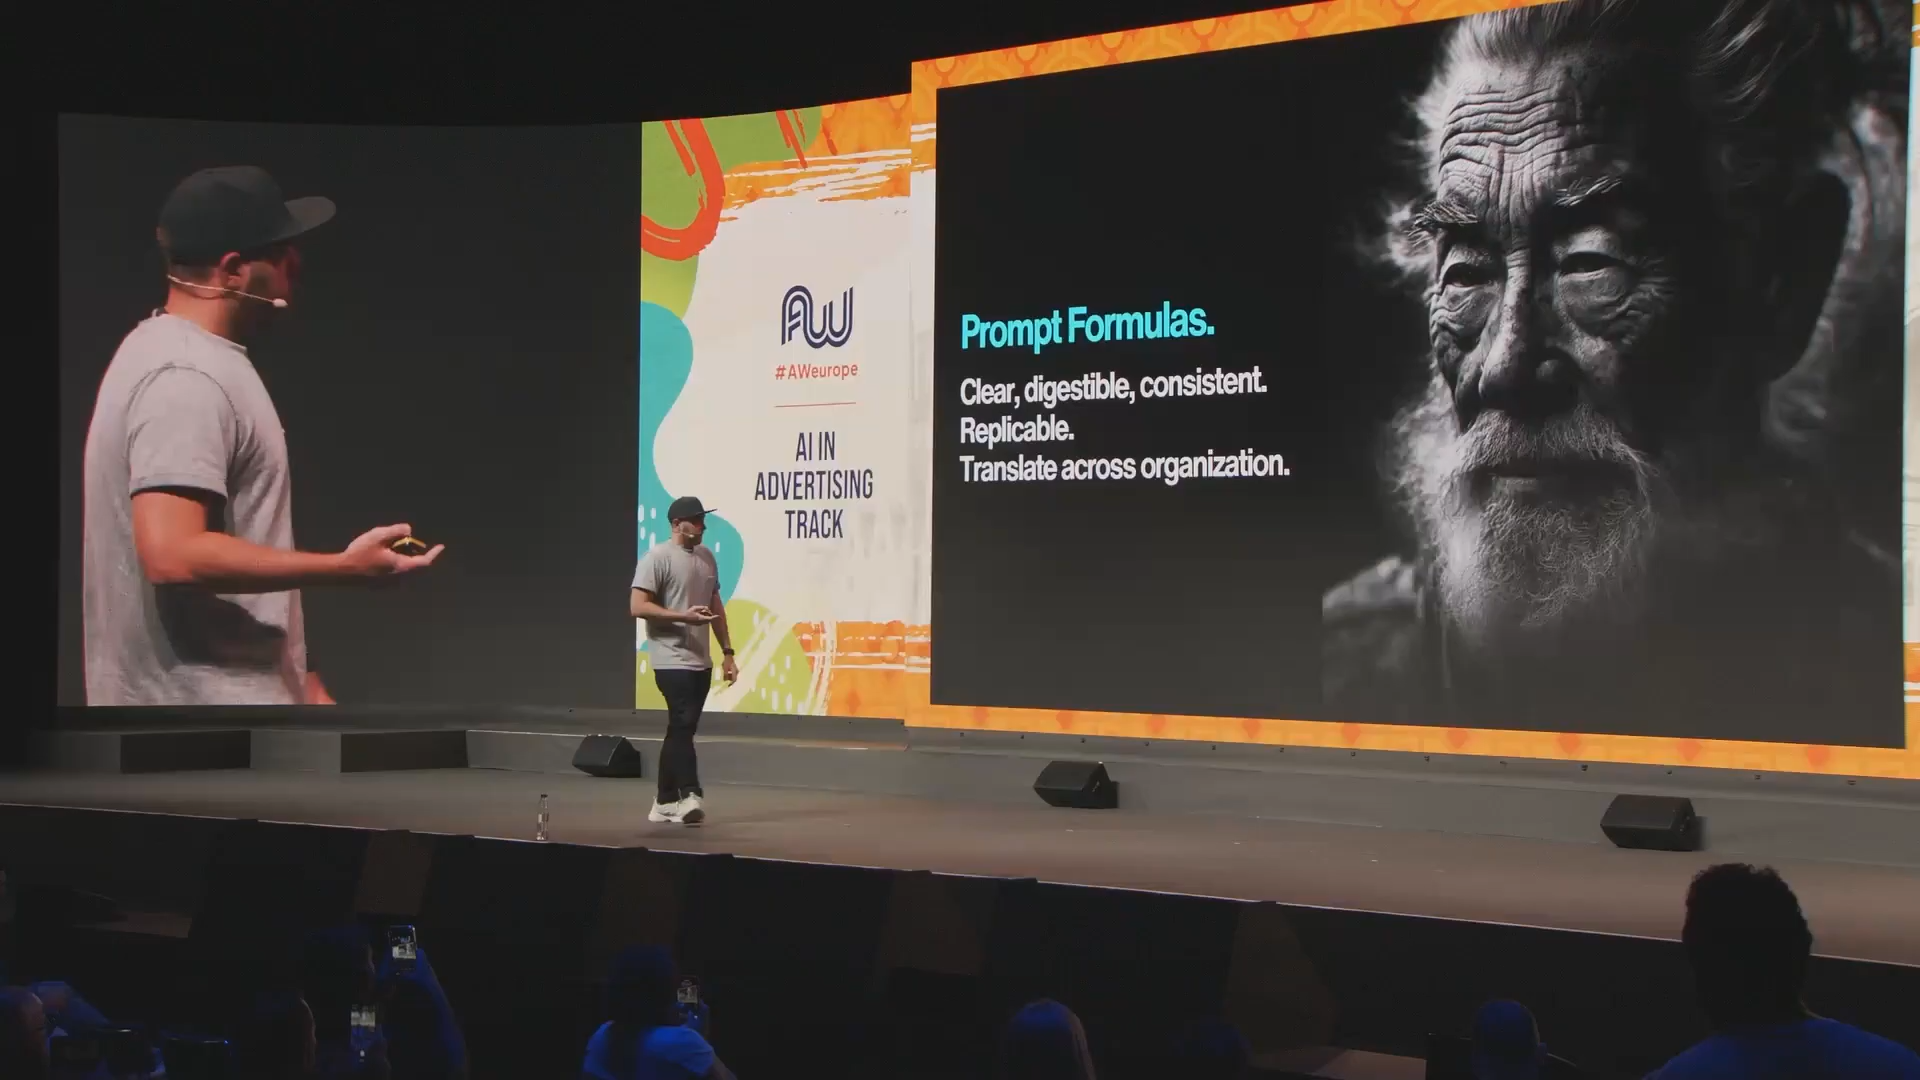 AW
#AWeurope
AI IN
ADVERTISING
TRACK
Prompt Formulas.
Clear, digestible, consistent.
Replicable.
Translate across organization.